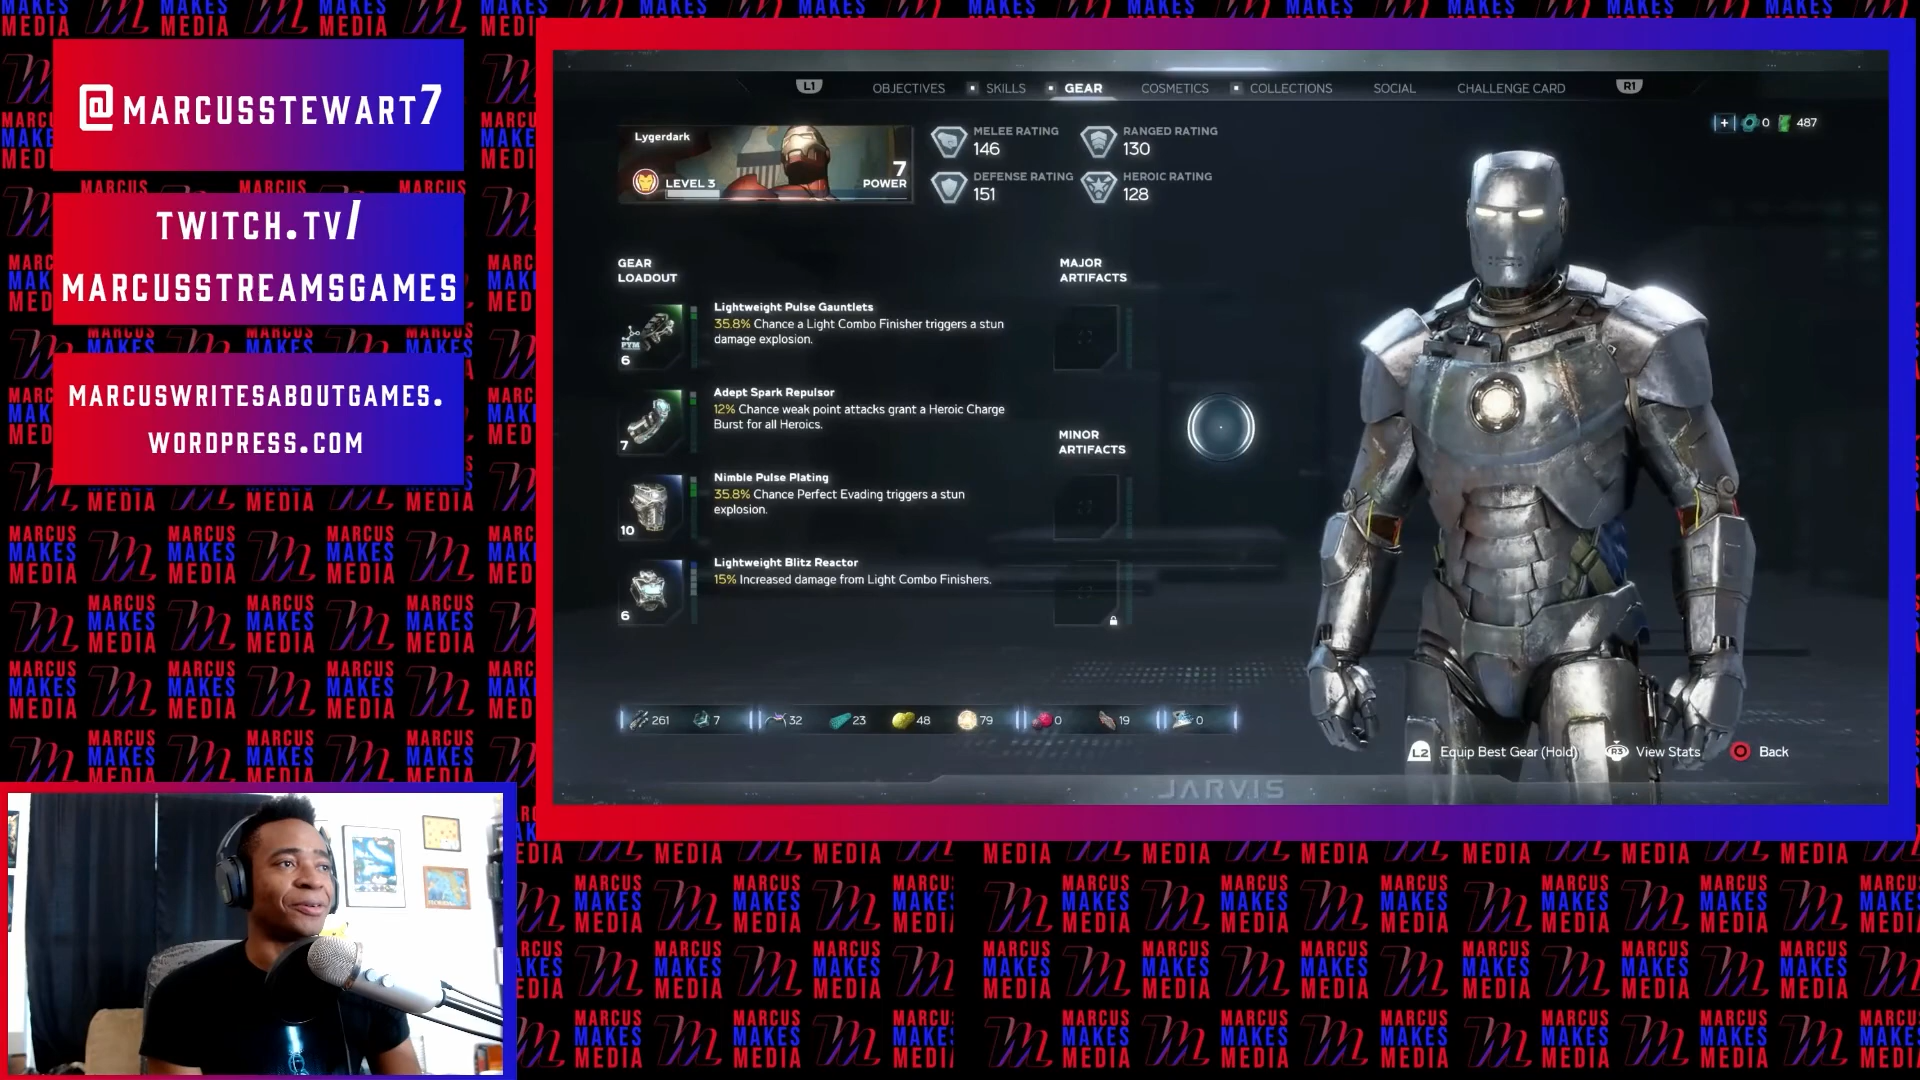 @MARCUSSTEWART7
TWITCH.TV/
MARCUSSTREAMSGAMES
MARCUSWRITESABOUTGAMES.
WORDPRESS.COM
MARCUS
MAKES
MEDIA
L1
OBJECTIVES
SKILLS
GEAR
COSMETICS
COLLECTIONS
SOCIAL
CHALLENGE CARD
R1
0
487
Lygerdark
LEVEL 3
7
POWER
MELEE RATING
146
RANGED RATING
130
DEFENSE RATING
151
HEROIC RATING
128
GEAR
LOADOUT
MAJOR
ARTIFACTS
Lightweight Pulse Gauntlets
35.8% Chance a Light Combo Finisher triggers a stun
damage explosion.
PYM
6
Adept Spark Repulsor
12% Chance weak point attacks grant a Heroic Charge
Burst for all Heroics.
7
MINOR
ARTIFACTS
Nimble Pulse Plating
35.8% Chance Perfect Evading triggers a stun
explosion.
10
Lightweight Blitz Reactor
15% Increased damage from Light Combo Finishers.
6
261
7
32
23
48
79
0
19
0
L2 Equip Best Gear (Hold)
R3 View Stats
Back
JARVIS